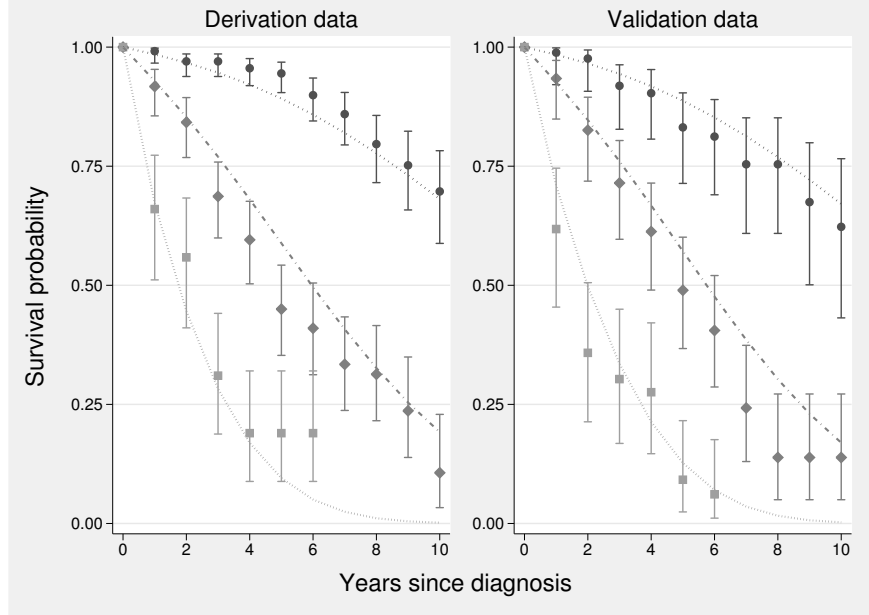 Derivation data
Validation data
Survival probability
1.00
0.75
0.50
0.25
0.00
0 2 4 6 8 10
1.00
0.75
0.50
0.25
0.00
0 2 4 6 8 10
Years since diagnosis